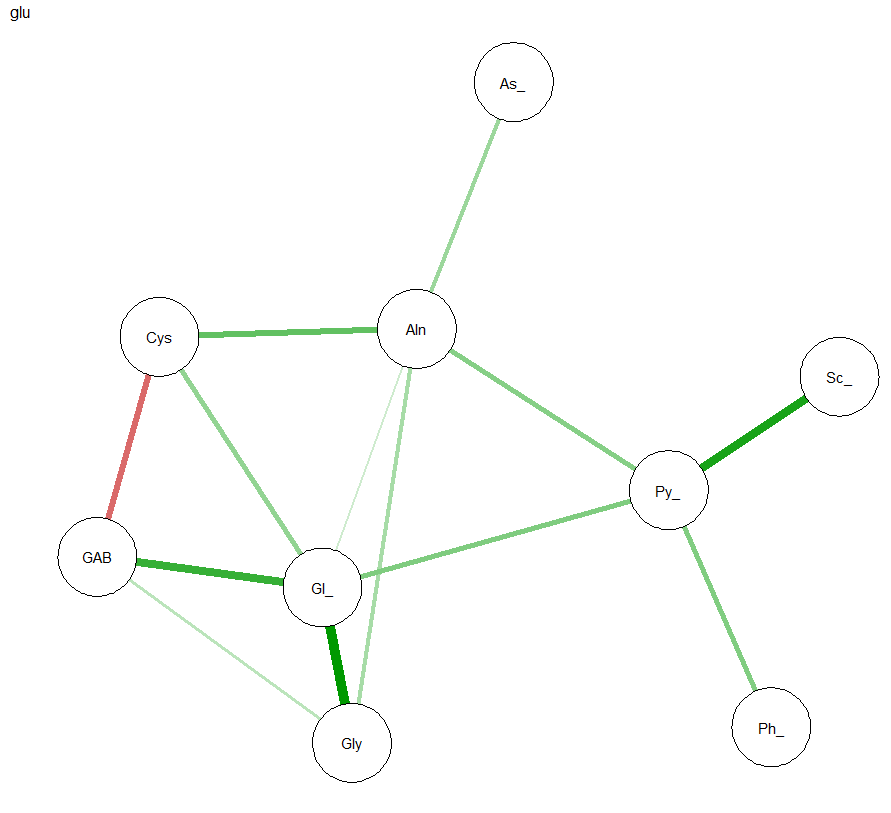 glu
As_
Cys
Aln
Sc_
Py_
GAB
Gl_
Gly
Ph_